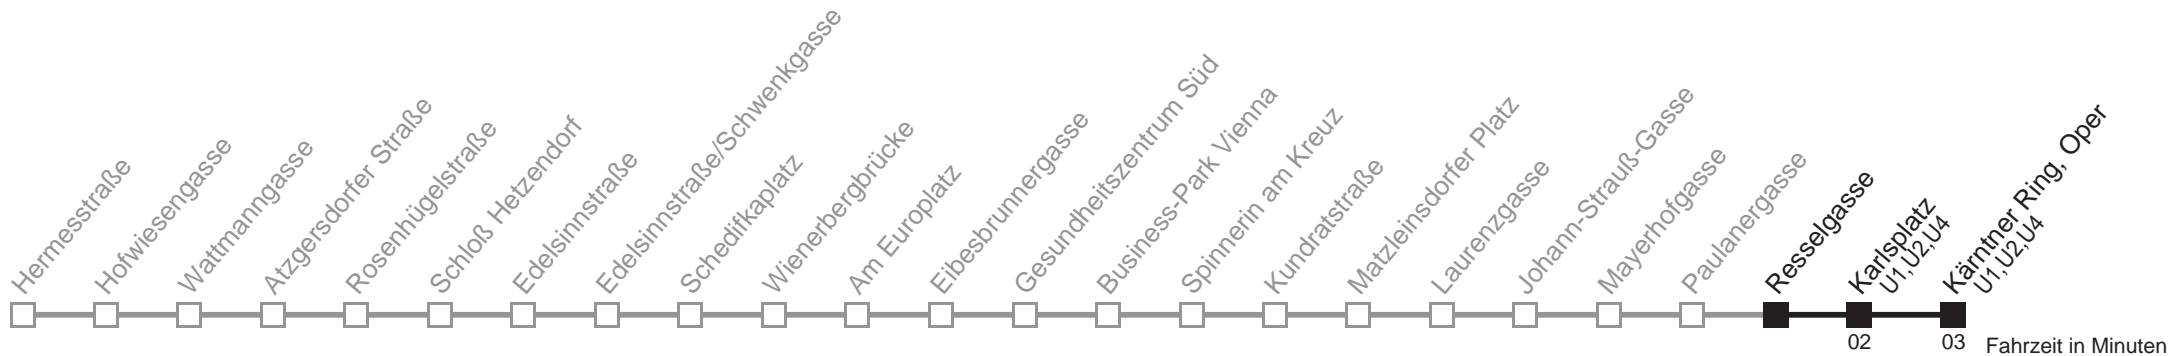 Hermesstraße
Hofwiesengasse
Wattmanngasse
Atzgersdorfer Straße
Rosenhügelstraße
Schloß Hetzendorf
Edelsinnstraße
Edelsinnstraße/Schwenkgasse
Schedifkaplatz
Wienerbergbrücke
Am Europlatz
Eibesbrunnergasse
Gesundheitszentrum Süd
Business-Park Vienna
Spinnerin am Kreuz
Kundratstraße
Matzleinsdorfer Platz
Laurenzgasse
Johann-Strauß-Gasse
Mayerhofgasse
Paulanergasse
Resselgasse
Karlsplatz
U1,U2,U4
Kärntner Ring, Oper
U1,U2,U4
02
03
Fahrzeit in Minuten